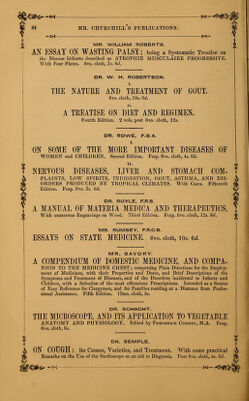 24 MR. CHURCHILL'S PUBLICATIONS.
MR. WILLIAM ROBERTS.
AN ESSAY ON WASTING PALSY; being a Systematic Treatise on
the Disease hitherto described as ATROPHIE MUSCULAIRE PROGRESSIVE.
With Four Plates. 8vo. cloth, 5s. 6d.
DR. W. H. ROBERTSON.
I.
THE NATURE AND TREATMENT OF GOUT.
8vo. cloth, 10s. 6d.
II.
A TREATISE ON DIET AND REGIMEN.
Fourth Edition. 2 vols. post 8vo. cloth, 12s.
DR. ROWE, F.S.A.
I.
ON SOME OF THE MORE IMPORTANT DISEASES OF
WOMEN AND CHILDREN. Second Edition. Fcap. 8vo. cloth, 4s. 6d.
II.
NERVOUS DISEASES, LIVER AND STOMACH COM-
PLAINTS, LOW SPIRITS, INDIGESTION, GOUT, ASTHMA, AND DIS-
ORDERS PRODUCED BY TROPICAL CLIMATES. With Cases. Fifteenth
Edition. Fcap. 8vo. 2s. 6d.
DR. ROYLE, F.R.S.
A MANUAL OF MATERIA MEDICA AND THERAPEUTICS.
With numerous Engravings on Wood. Third Edition. Fcap. 8vo. cloth, 12s. 6d.
MR. RUMSEY, F.R.C.S.
ESSAYS ON STATE MEDICINE. 8vo. cloth, 10s. 6d.
MR. SAVORY.
A COMPENDIUM OF DOMESTIC MEDICINE, AND COMPA-
NION TO THE MEDICINE CHEST; comprising Plain Directions for the Employ-
ment of Medicines, with their Properties and Doses, and Brief Descriptions of the
Symptoms and Treatment of Diseases, and of the Disorders incidental to Infants and
Children, with a Selection of the most efficacious Prescriptions. Intended as a Source
of Easy Reference for Clergymen, and for Families residing at a Distance from Profes-
sional Assistance. Fifth Edition. 12mo. cloth, 5s.
DR. SCHACHT.
THE MICROSCOPE, AND ITS APPLICATION TO VEGETABLE
ANATOMY AND PHYSIOLOGY. Edited by FREDERICK CURREY, M.A. Fcap.
8vo. cloth, 6s.
DR. SEMPLE.
ON COUGH: its Causes, Varieties, and Treatment. With some practical
Remarks on the Use of the Stethoscope as an aid to Diagnosis. Post 8vo. cloth, 4s. 6d.